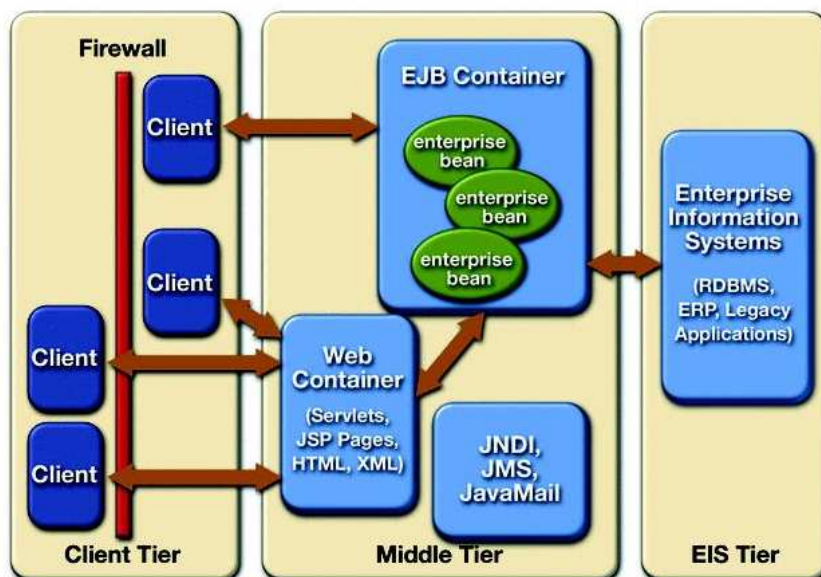 Firewall
Client
Client
Client
Client
Client Tier
EJB Container
enterprise
bean
enterprise
bean
enterprise
bean
Web
Container
(Servlets,
JSP Pages,
HTML, XML)
JNDI,
JMS,
JavaMail
Middle Tier
Enterprise
Information
Systems
(RDBMS,
ERP, Legacy
Applications)
EIS Tier